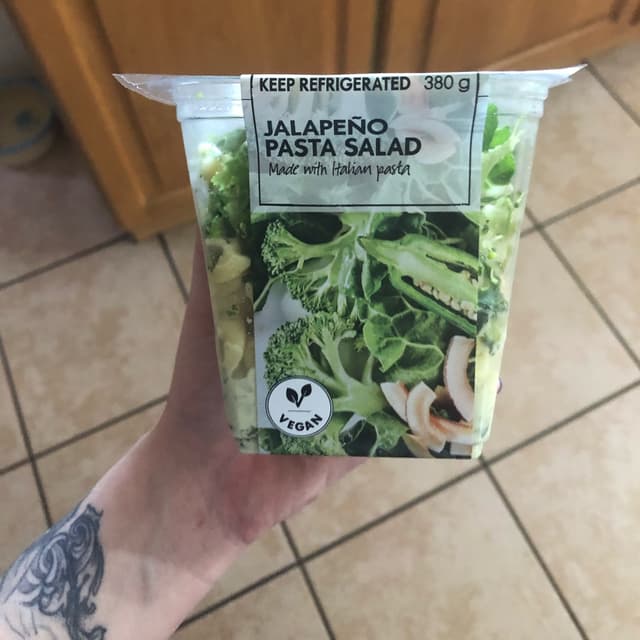 KEEP REFRIGERATED 380 g
JALAPEÑO
PASTA SALAD
Made with Italian pasta
VEGAN